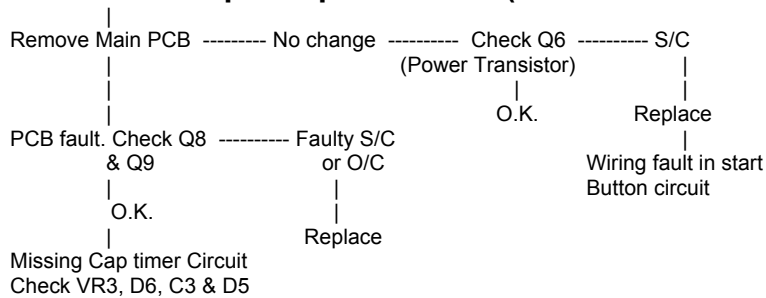 Remove Main PCB --------- No change ---------- Check Q6 ---------- S/C
(Power Transistor)
O.K.
Replace
PCB fault. Check Q8 ---------- Faulty S/C
& Q9
or O/C
Wiring fault in start
Button circuit
O.K.
Replace
Missing Cap timer Circuit
Check VR3, D6, C3 & D5